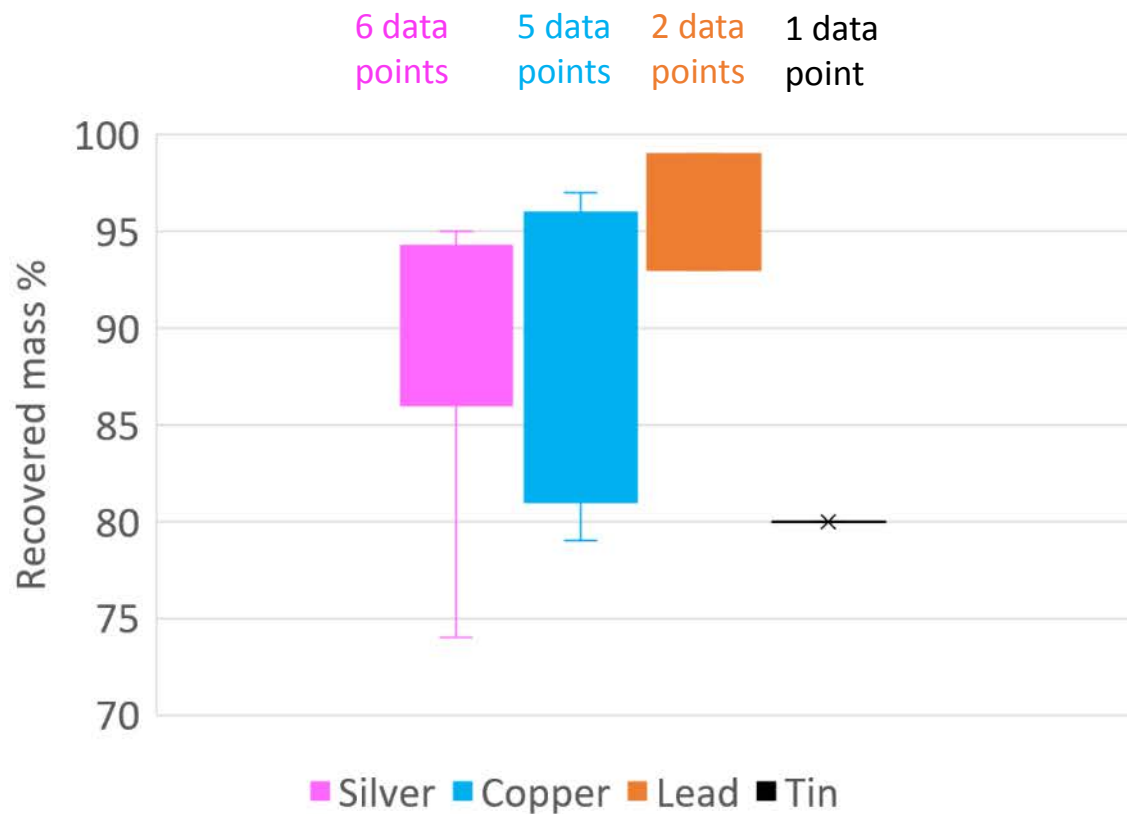 6 data
points
5 data
points
2 data
points
1 data
point
Recovered mass %
100
95
90
85
80
75
70
Silver Copper Lead Tin